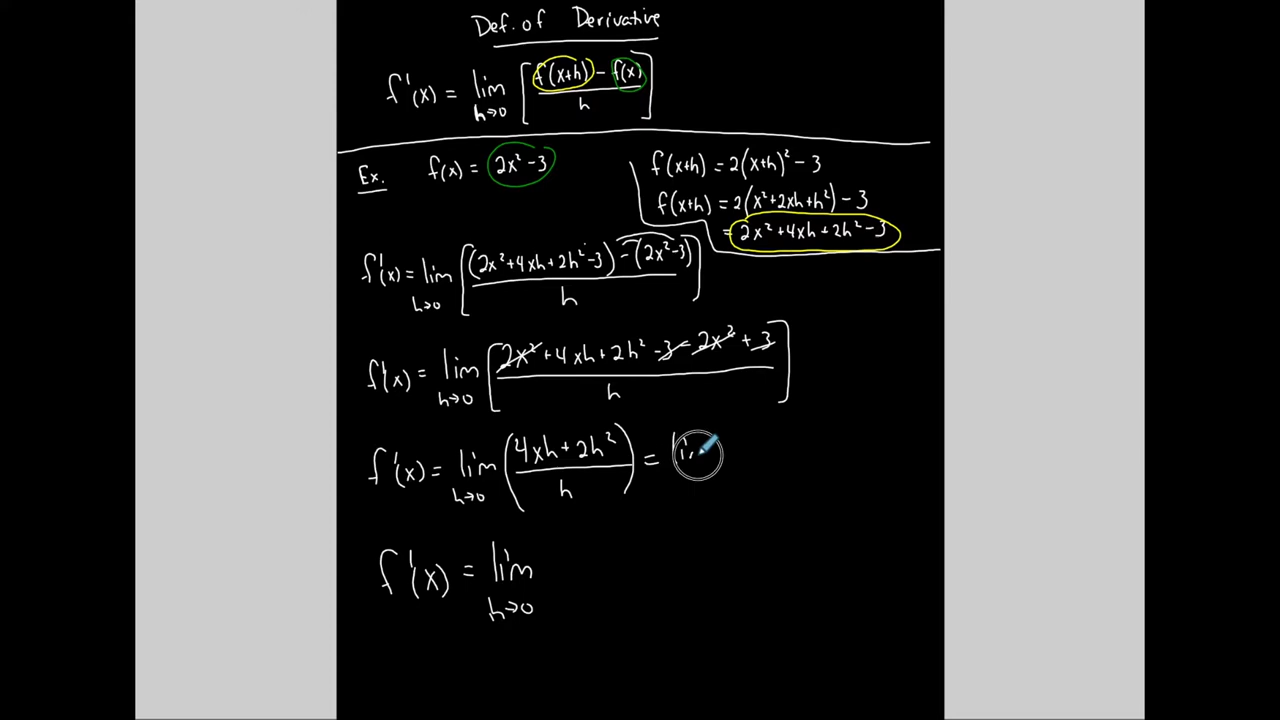 Def. of Derivative
f'(x) = lim h→0 [ f(x+h) - f(x) / h ]
Ex. f(x) = 2x² - 3
f(x+h) = 2(x+h)² - 3
f(x+h) = 2(x²+2xh+h²) - 3
= 2x²+4xh+2h²-3
f'(x) = lim h→0 [ (2x²+4xh+2h²-3) - (2x²-3) / h ]
f'(x) = lim h→0 [ 2x²+4xh+2h²-3-2x²+3 / h ]
f'(x) = lim h→0 ( 4xh+2h² / h ) = li
f'(x) = lim h→0